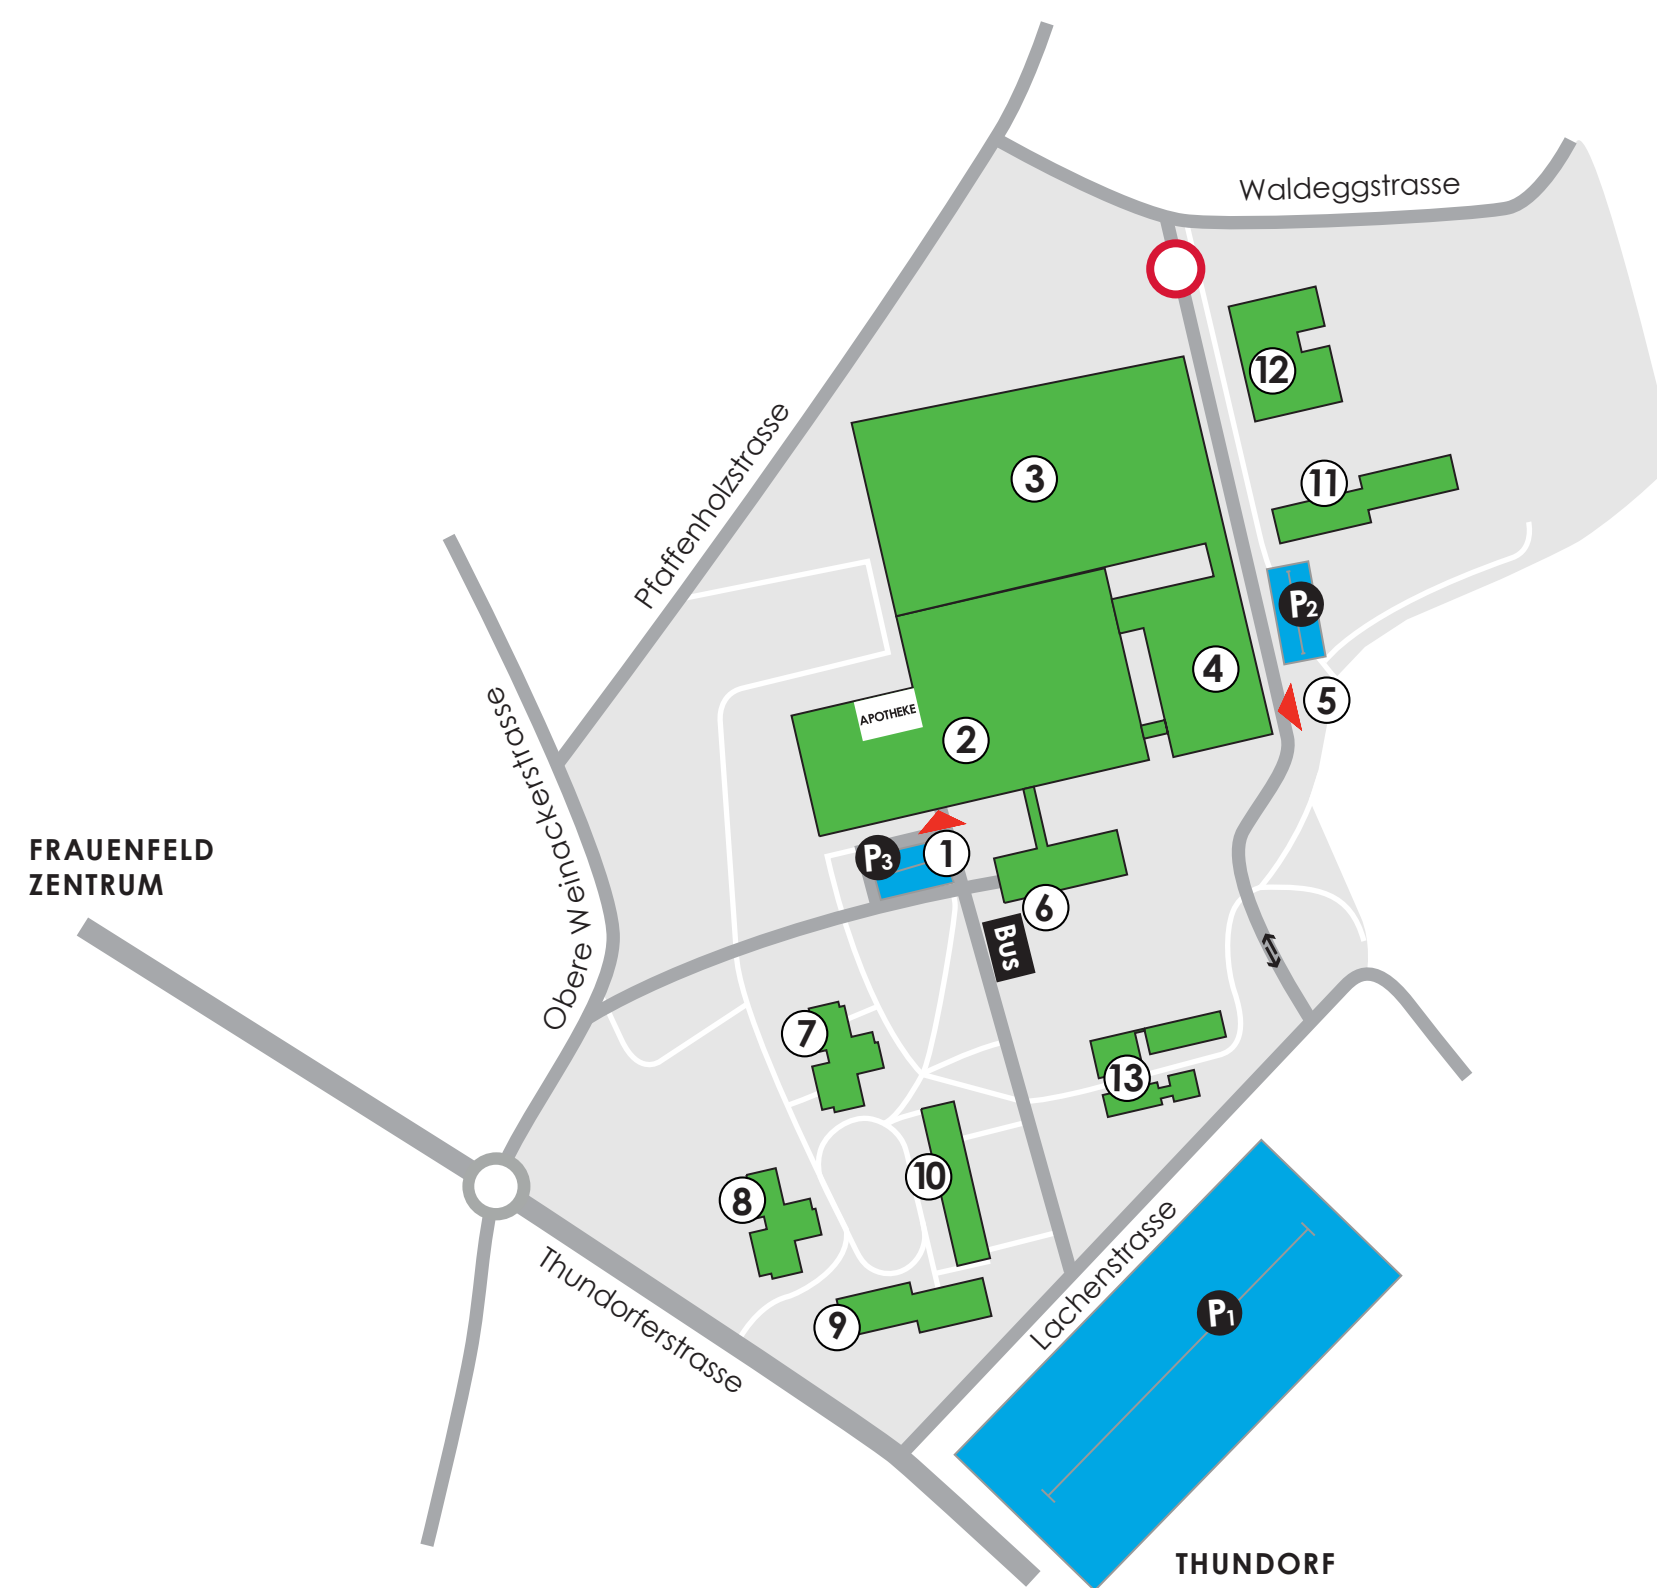 Waldeggstrasse
12
Pfaffenholzstrasse
3
11
P2
4
5
APOTHEKE
2
Obere Weinackerstrasse
FRAUENFELD
ZENTRUM
P3
1
6
Bus
7
13
10
8
Lachenstrasse
Thundorferstrasse
9
P1
THUNDORF